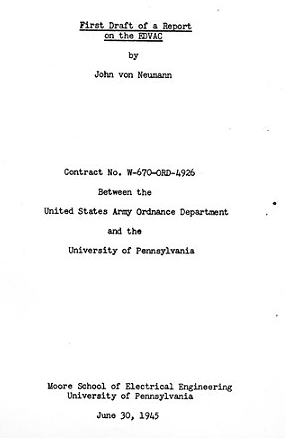 First Draft of a Report
on the EDVAC
by
John von Neumann
Contract No. W-670-ORD-4926
Between the
United States Army Ordnance Department
and the
University of Pennsylvania
Moore School of Electrical Engineering
University of Pennsylvania
June 30, 1945